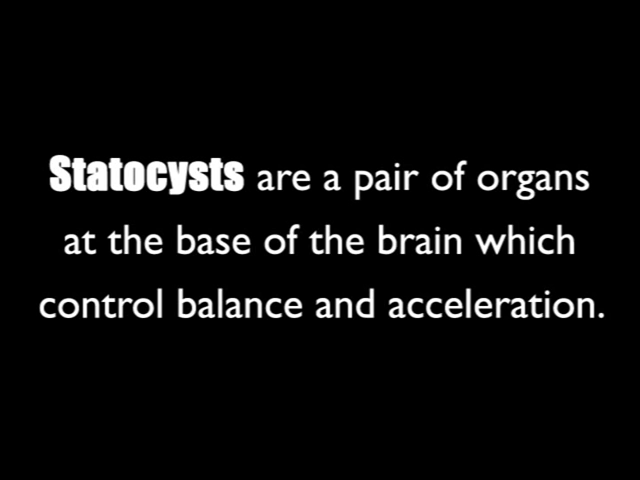 Statocysts are a pair of organs
at the base of the brain which
control balance and acceleration.